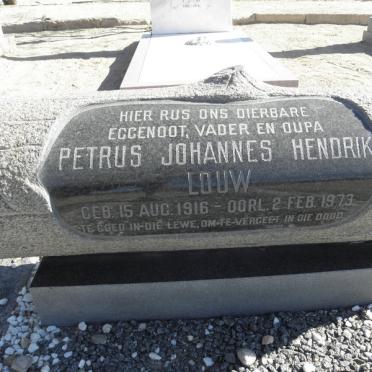 HIER RUS ONS DIERBARE
EGGENOOT, VADER EN OUPA
PETRUS JOHANNES HENDRIK
LOUW
GEB. 15 AUG. 1916 - OORL. 2 FEB. 1973
TE GOED IN DIE LEWE, OM TE VERGEET IN DIE DOOD